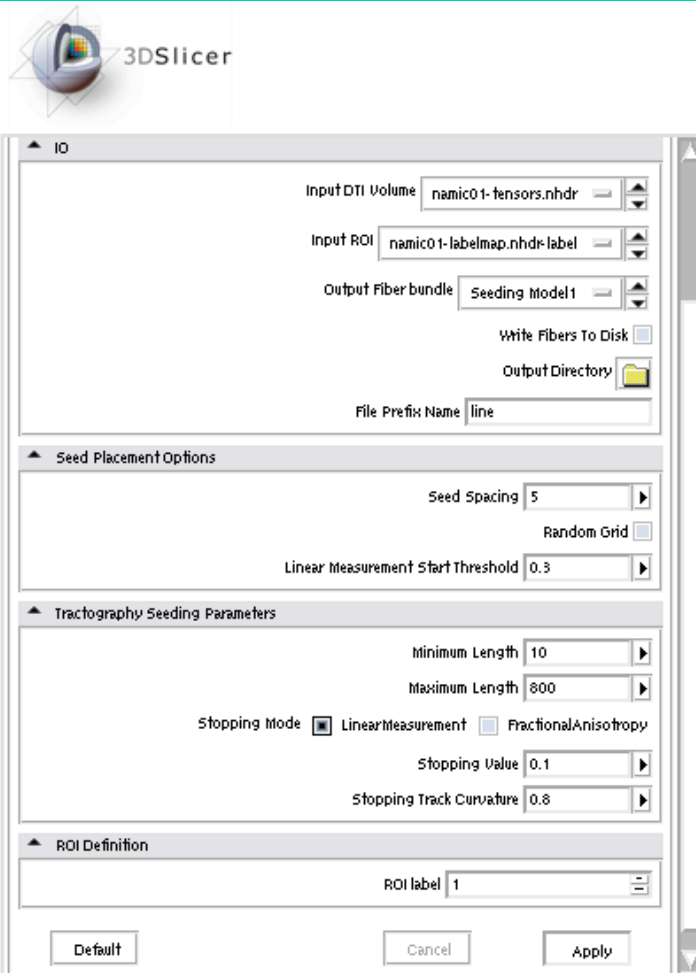 3DSlicer
IO
Input DTI Volume namic01-tensors.nhdr
Input ROI namic01-labelmap.nhdr-label
Output Fiber bundle Seeding Model1
Write Fibers To Disk
Output Directory
File Prefix Name line
Seed Placement Options
Seed Spacing 5
Random Grid
Linear Measurement Start Threshold 0.3
Tractography Seeding Parameters
Minimum Length 10
Maximum Length 800
Stopping Mode LinearMeasurement FractionalAnisotropy
Stopping Value 0.1
Stopping Track Curvature 0.8
ROI Definition
ROI label 1
Default Cancel Apply